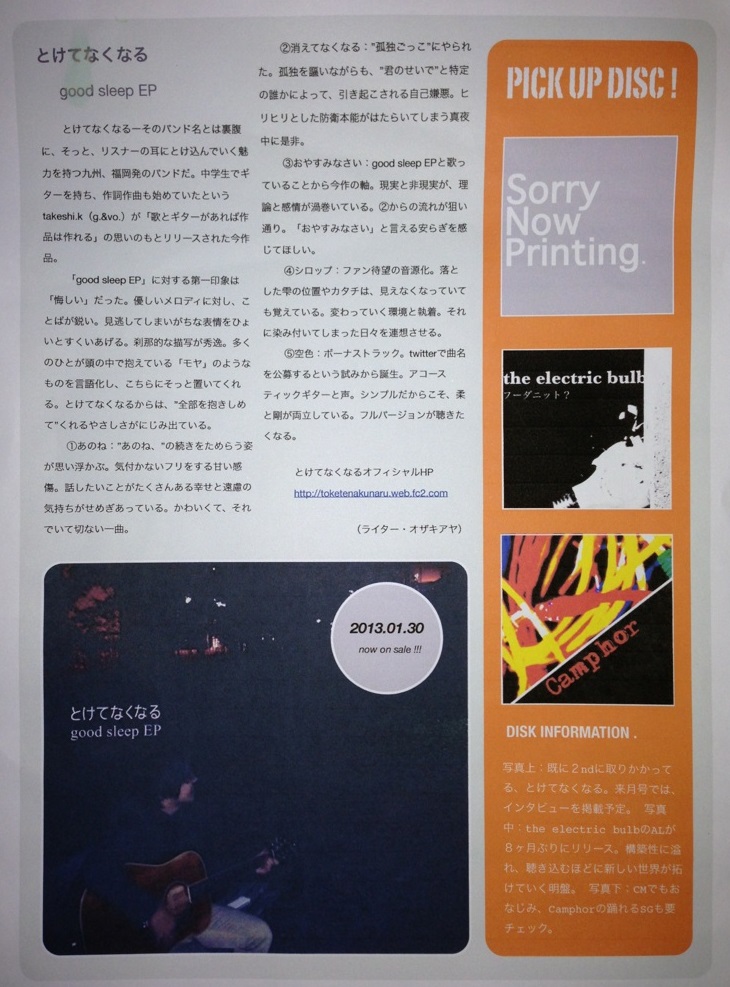 とけてなくなる
good sleep EP
とけてなくなるーそのバンド名とは裏腹
に、そっと、リスナーの耳にとけ込んでいく魅
力を持つ九州、福岡発のバンドだ。中学生でギ
ターを持ち、作詞作曲も始めていたという
takeshi.k（g.&vo.）が「歌とギターがあれば作
品は作れる」の思いのもとリリースされた今作
品。
「good sleep EP」に対する第一印象は
「悔しい」だった。優しいメロディに対し、こ
とばが鋭い。見逃してしまいがちな表情をひょ
いとすくいあげる。刹那的な描写が秀逸。多く
のひとが頭の中で抱えている「モヤ」のような
ものを言語化し、こちらにそっと置いてくれ
る。とけてなくなるからは、"全部を抱きしめ
て"くれるやさしさがにじみ出ている。
①あのね："あのね、"の続きをためらう姿
が思い浮かぶ。気付かないフリをする甘い感
傷。話したいことがたくさんある幸せと遠慮の
気持ちがせめぎあっている。かわいくて、それ
でいて切ない一曲。
②消えてなくなる："孤独ごっこ"にやられ
た。孤独を謳いながらも、"君のせいで"と特定
の誰かによって、引き起こされる自己嫌悪。ヒ
リヒリとした防衛本能がはたらいてしまう真夜
中に是非。
③おやすみなさい：good sleep EPと歌っ
ていることから今作の軸。現実と非現実が、理
論と感情が渦巻いている。②からの流れが狙い
通り。「おやすみなさい」と言える安らぎを感
じてほしい。
④シロップ：ファン待望の音源化。落と
した雫の位置やカタチは、見えなくなっていて
も覚えている。変わっていく環境と執着。それ
に染み付いてしまった日々を連想させる。
⑤空色：ボーナストラック。twitterで曲名
を公募するという試みから誕生。アコース
ティックギターと声。シンプルだからこそ、柔
と剛が両立している。フルバージョンが聴きた
くなる。
とけてなくなるオフィシャルHP
http://toketenakunaru.web.fc2.com
（ライター・オザキアヤ）
2013.01.30
now on sale !!!
とけてなくなる
good sleep EP
PICK UP DISC !
Sorry
Now
Printing.
the electric bulb
フーダニット？
Camphor
DISK INFORMATION .
写真上：既に２ndに取りかかって
る、とけてなくなる。来月号では、
インタビューを掲載予定。 写真
中：the electric bulbのALが
８ヶ月ぶりにリリース。構築性に溢
れ、聴き込むほどに新しい世界が拓
けていく明盤。 写真下：CMでもお
なじみ、Camphorの踊れるSGも要
チェック。